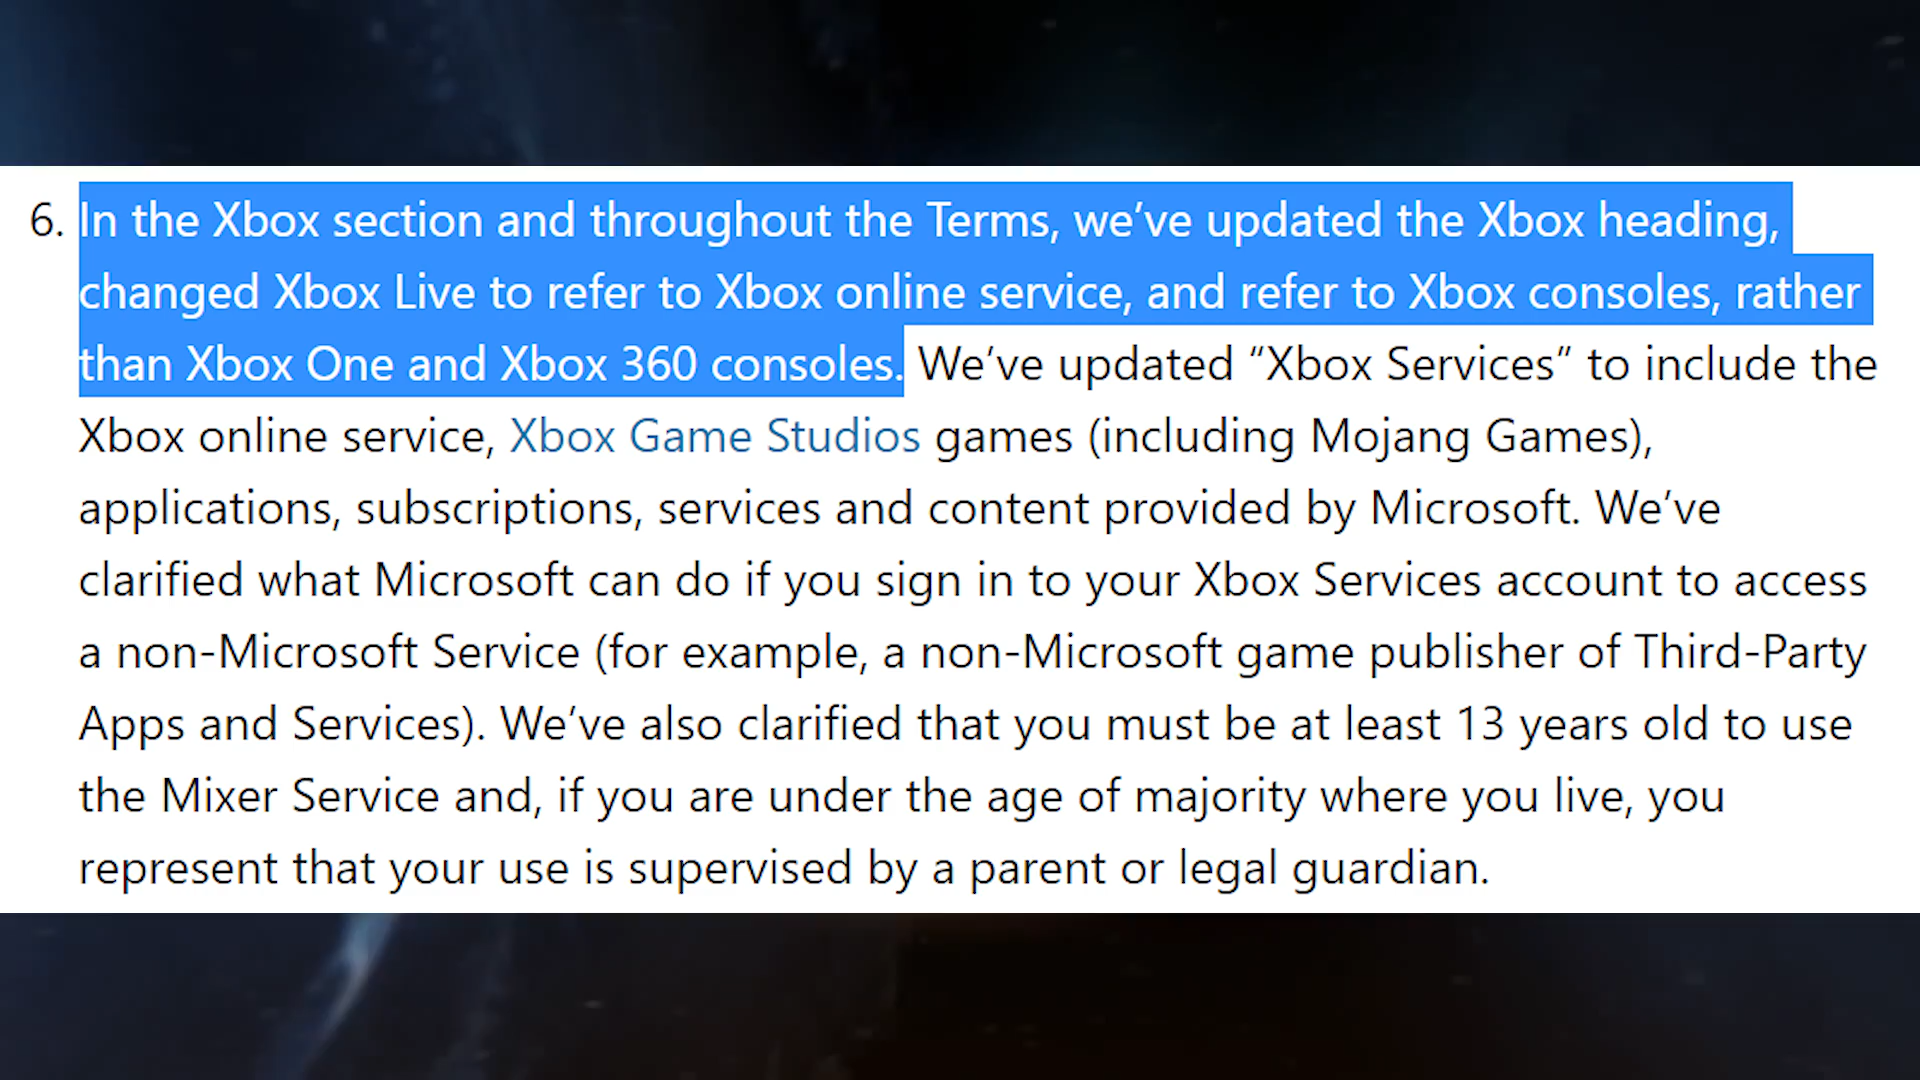 6. In the Xbox section and throughout the Terms, we’ve updated the Xbox heading,
changed Xbox Live to refer to Xbox online service, and refer to Xbox consoles, rather
than Xbox One and Xbox 360 consoles. We’ve updated “Xbox Services” to include the
Xbox online service, Xbox Game Studios games (including Mojang Games),
applications, subscriptions, services and content provided by Microsoft. We’ve
clarified what Microsoft can do if you sign in to your Xbox Services account to access
a non-Microsoft Service (for example, a non-Microsoft game publisher of Third-Party
Apps and Services). We’ve also clarified that you must be at least 13 years old to use
the Mixer Service and, if you are under the age of majority where you live, you
represent that your use is supervised by a parent or legal guardian.